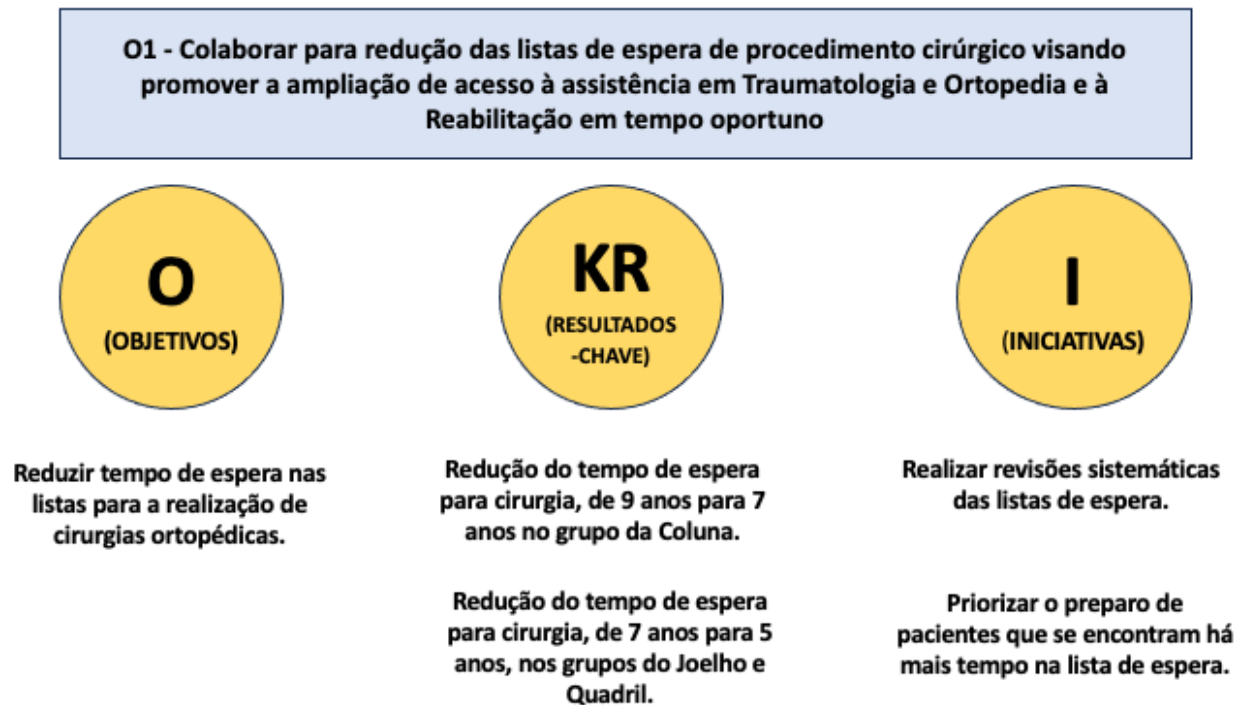 O1 - Colaborar para redução das listas de espera de procedimento cirúrgico visando
promover a ampliação de acesso à assistência em Traumatologia e Ortopedia e à
Reabilitação em tempo oportuno
O
(OBJETIVOS)
Reduzir tempo de espera nas
listas para a realização de
cirurgias ortopédicas.
KR
(RESULTADOS
-CHAVE)
Redução do tempo de espera
para cirurgia, de 9 anos para 7
anos no grupo da Coluna.
Redução do tempo de espera
para cirurgia, de 7 anos para 5
anos, nos grupos do Joelho e
Quadril.
I
(INICIATIVAS)
Realizar revisões sistemáticas
das listas de espera.
Priorizar o preparo de
pacientes que se encontram há
mais tempo na lista de espera.